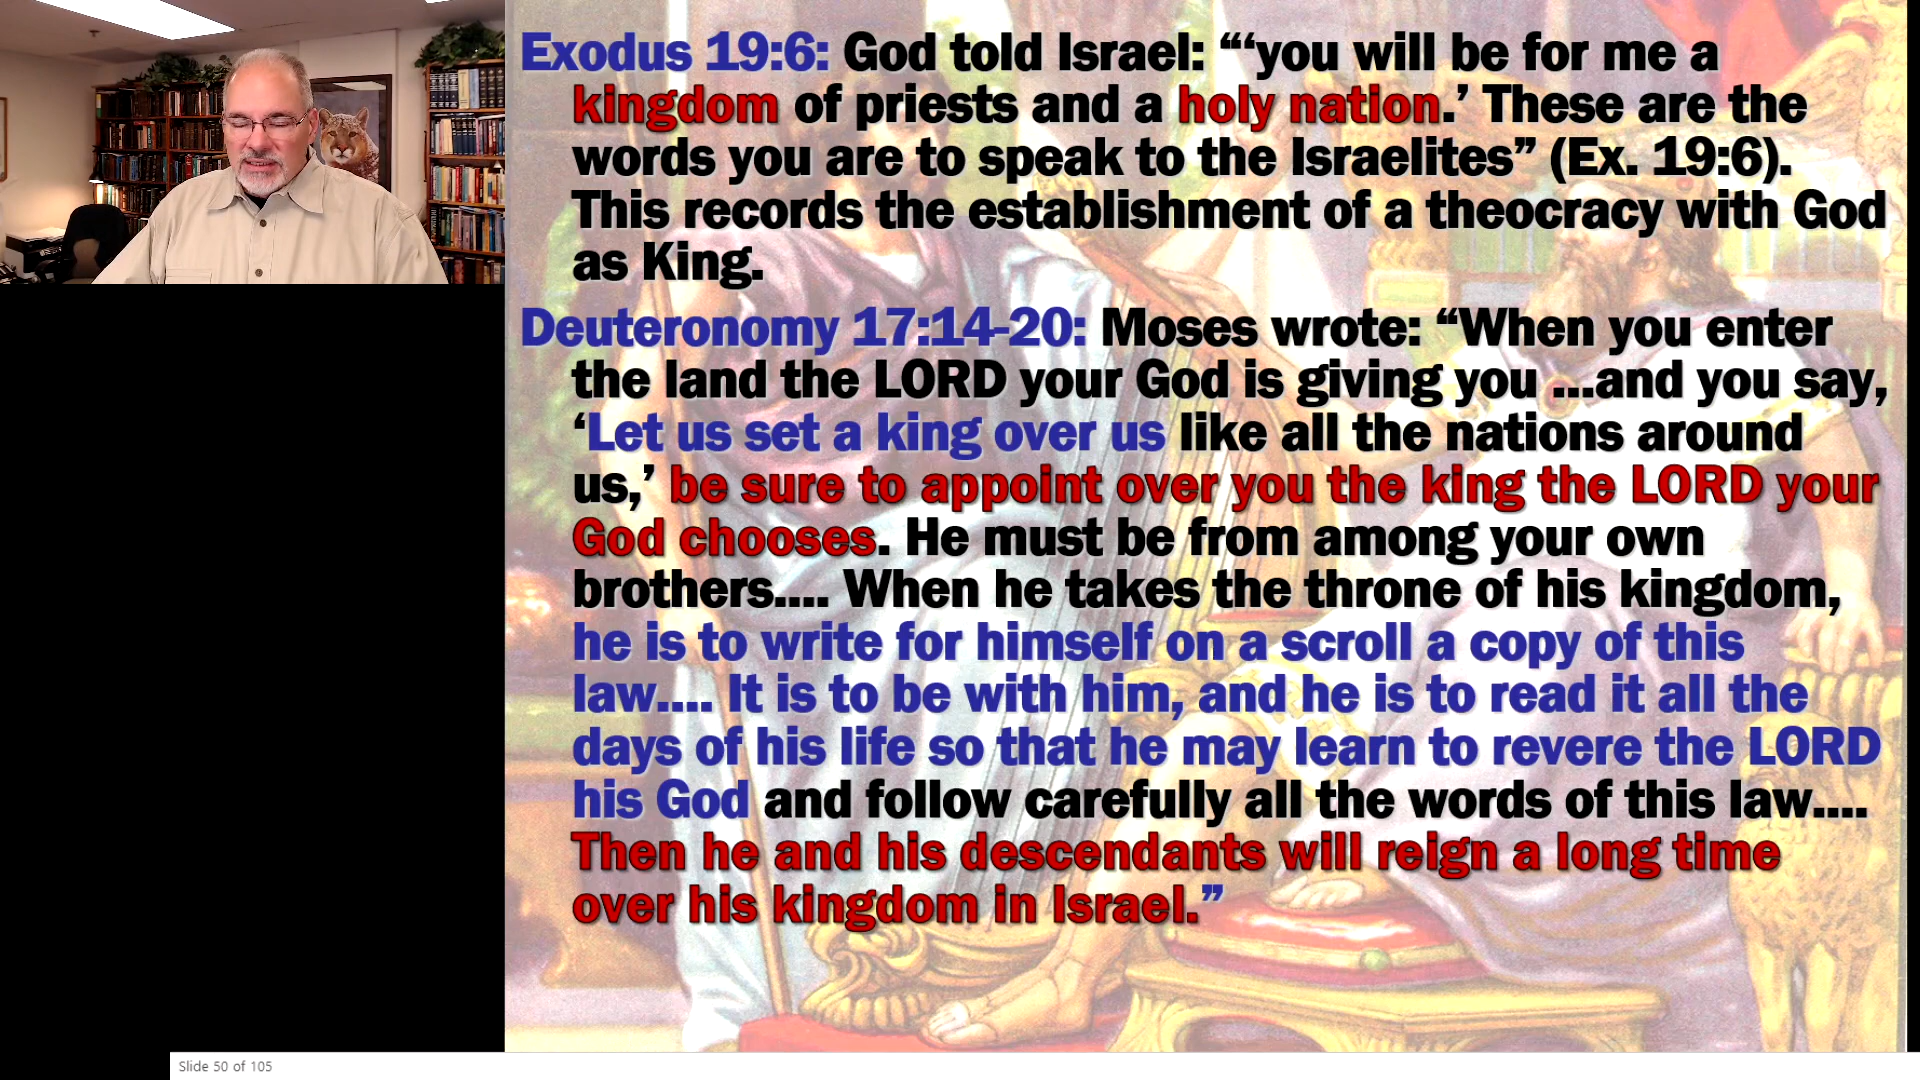 Exodus 19:6: God told Israel: “‘you will be for me a
kingdom of priests and a holy nation.’ These are the
words you are to speak to the Israelites” (Ex. 19:6).
This records the establishment of a theocracy with God
as King.
Deuteronomy 17:14-20: Moses wrote: “When you enter
the land the LORD your God is giving you ...and you say,
‘Let us set a king over us like all the nations around
us,’ be sure to appoint over you the king the LORD your
God chooses. He must be from among your own
brothers.... When he takes the throne of his kingdom,
he is to write for himself on a scroll a copy of this
law.... It is to be with him, and he is to read it all the
days of his life so that he may learn to revere the LORD
his God and follow carefully all the words of this law....
Then he and his descendants will reign a long time
over his kingdom in Israel.”
Slide 50 of 105